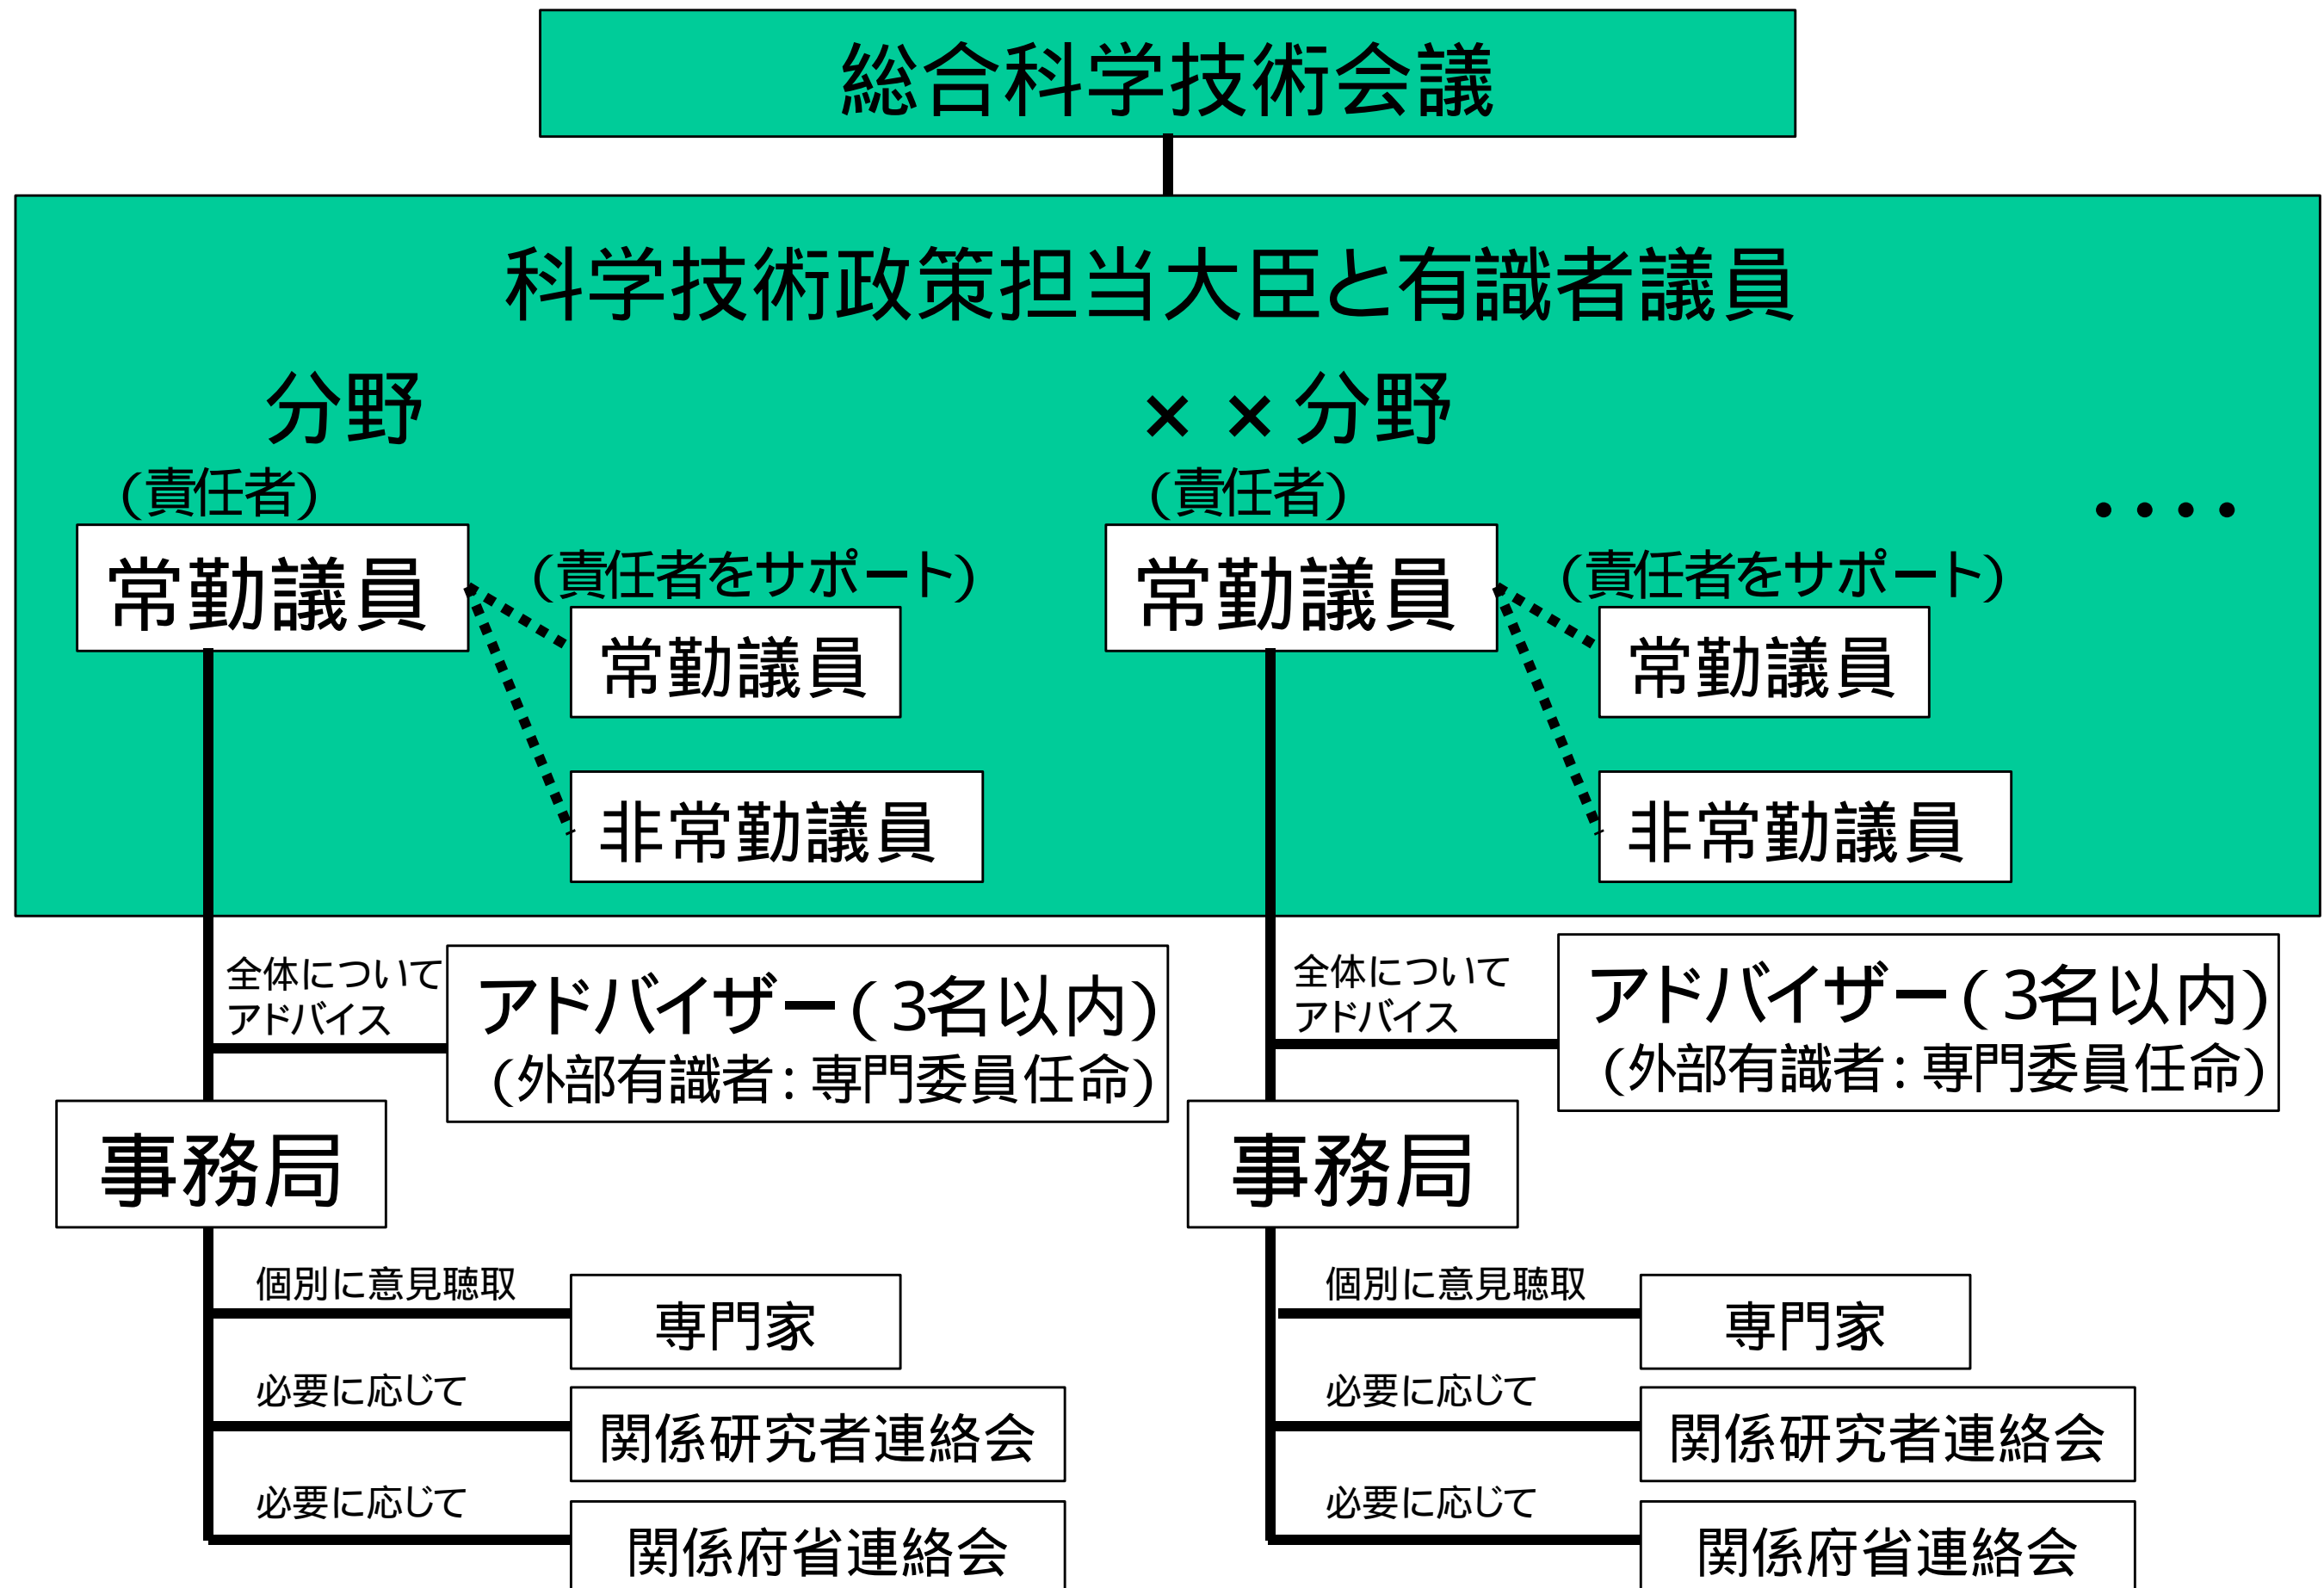 総合科学技術会議
科学技術政策担当大臣と有識者議員
分野
（責任者）
常勤議員
（責任者をサポート）
常勤議員
非常勤議員
××分野
（責任者）
常勤議員
（責任者をサポート）
常勤議員
非常勤議員
・・・・
全体について
アドバイス
アドバイザー（３名以内）
（外部有識者：専門委員任命）
事務局
個別に意見聴取
専門家
必要に応じて
関係研究者連絡会
必要に応じて
関係府省連絡会
全体について
アドバイス
アドバイザー（３名以内）
（外部有識者：専門委員任命）
事務局
個別に意見聴取
専門家
必要に応じて
関係研究者連絡会
必要に応じて
関係府省連絡会